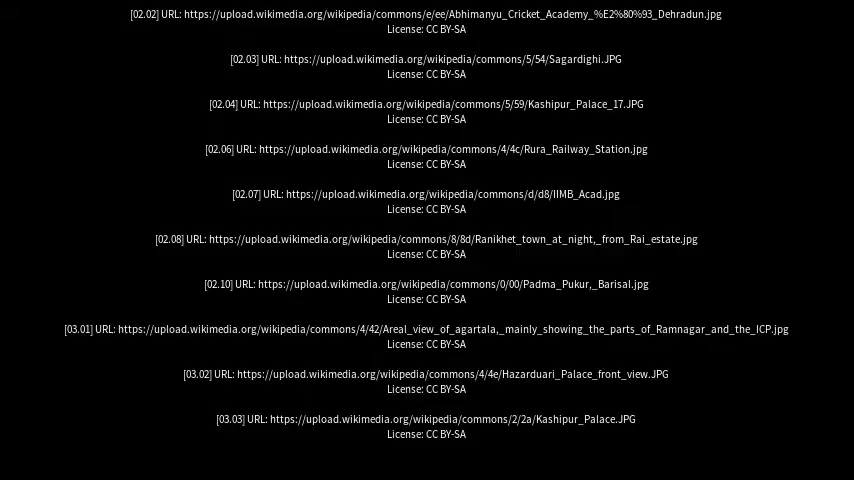 [02.02] URL: https://upload.wikimedia.org/wikipedia/commons/e/ee/Abhimanyu_Cricket_Academy_%E2%80%93_Dehradun.jpg
License: CC BY-SA
[02.03] URL: https://upload.wikimedia.org/wikipedia/commons/5/54/Sagardighi.JPG
License: CC BY-SA
[02.04] URL: https://upload.wikimedia.org/wikipedia/commons/5/59/Kashipur_Palace_17.JPG
License: CC BY-SA
[02.06] URL: https://upload.wikimedia.org/wikipedia/commons/4/4c/Rura_Railway_Station.jpg
License: CC BY-SA
[02.07] URL: https://upload.wikimedia.org/wikipedia/commons/d/d8/IIMB_Acad.jpg
License: CC BY-SA
[02.08] URL: https://upload.wikimedia.org/wikipedia/commons/8/8d/Ranikhet_town_at_night,_from_Rai_estate.jpg
License: CC BY-SA
[02.10] URL: https://upload.wikimedia.org/wikipedia/commons/0/00/Padma_Pukur,_Barisal.jpg
License: CC BY-SA
[03.01] URL: https://upload.wikimedia.org/wikipedia/commons/4/42/Areal_view_of_agartala,_mainly_showing_the_parts_of_Ramnagar_and_the_ICP.jpg
License: CC BY-SA
[03.02] URL: https://upload.wikimedia.org/wikipedia/commons/4/4e/Hazarduari_Palace_front_view.JPG
License: CC BY-SA
[03.03] URL: https://upload.wikimedia.org/wikipedia/commons/2/2a/Kashipur_Palace.JPG
License: CC BY-SA